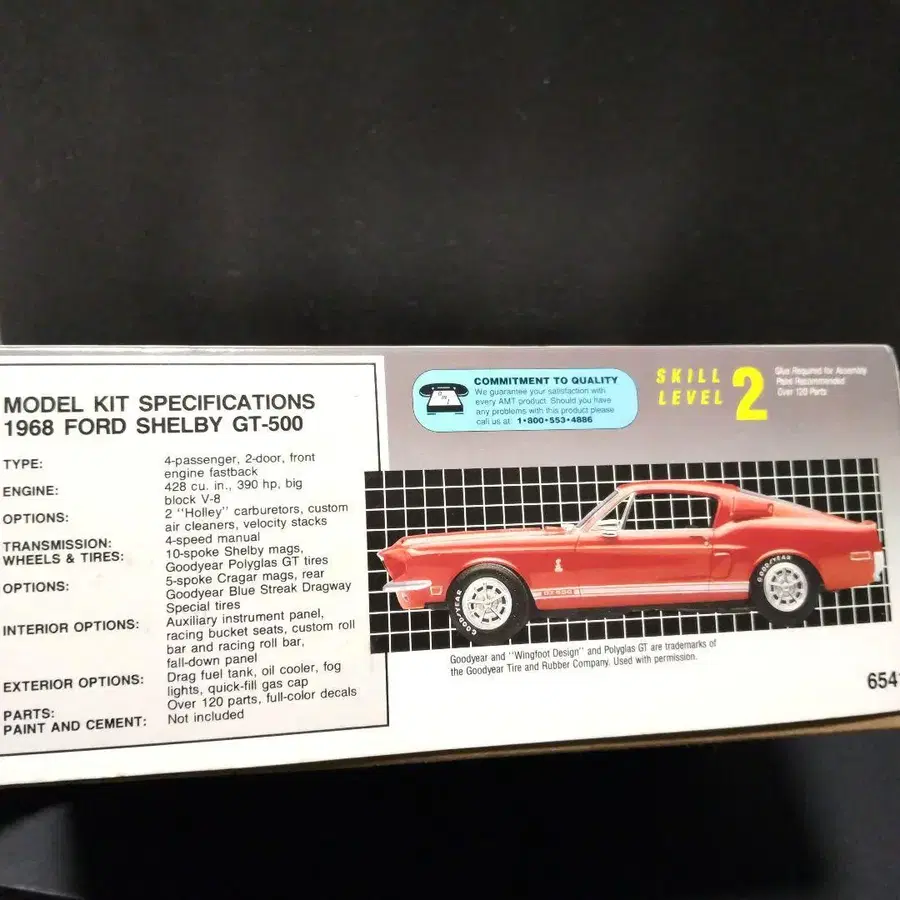 MODEL KIT SPECIFICATIONS
1968 FORD SHELBY GT-500
TYPE: 4-passenger, 2-door, front
engine fastback
ENGINE: 428 cu. in., 390 hp, big
block V-8
OPTIONS: 2 "Holley" carburetors, custom
air cleaners, velocity stacks
TRANSMISSION: 4-speed manual
WHEELS & TIRES: 10-spoke Shelby mags,
Goodyear Polyglas GT tires
OPTIONS: 5-spoke Cragar mags, rear
Goodyear Blue Streak Dragway
Special tires
INTERIOR OPTIONS: Auxiliary instrument panel,
racing bucket seats, custom roll
bar and racing roll bar,
fall-down panel
EXTERIOR OPTIONS: Drag fuel tank, oil cooler, fog
lights, quick-fill gas cap
PARTS: Over 120 parts, full-color decals
PAINT AND CEMENT: Not included
COMMITMENT TO QUALITY
We guarantee your satisfaction with
every AMT product. Should you have
any problems with this product please
call us at: 1•800•553•4886
SKILL
LEVEL 2
Glue Required for Assembly
Paint Recommended
Over 120 Parts
GOODYEAR
GOODYEAR
Goodyear and "Wingfoot Design" and Polyglas GT are trademarks of
the Goodyear Tire and Rubber Company. Used with permission.